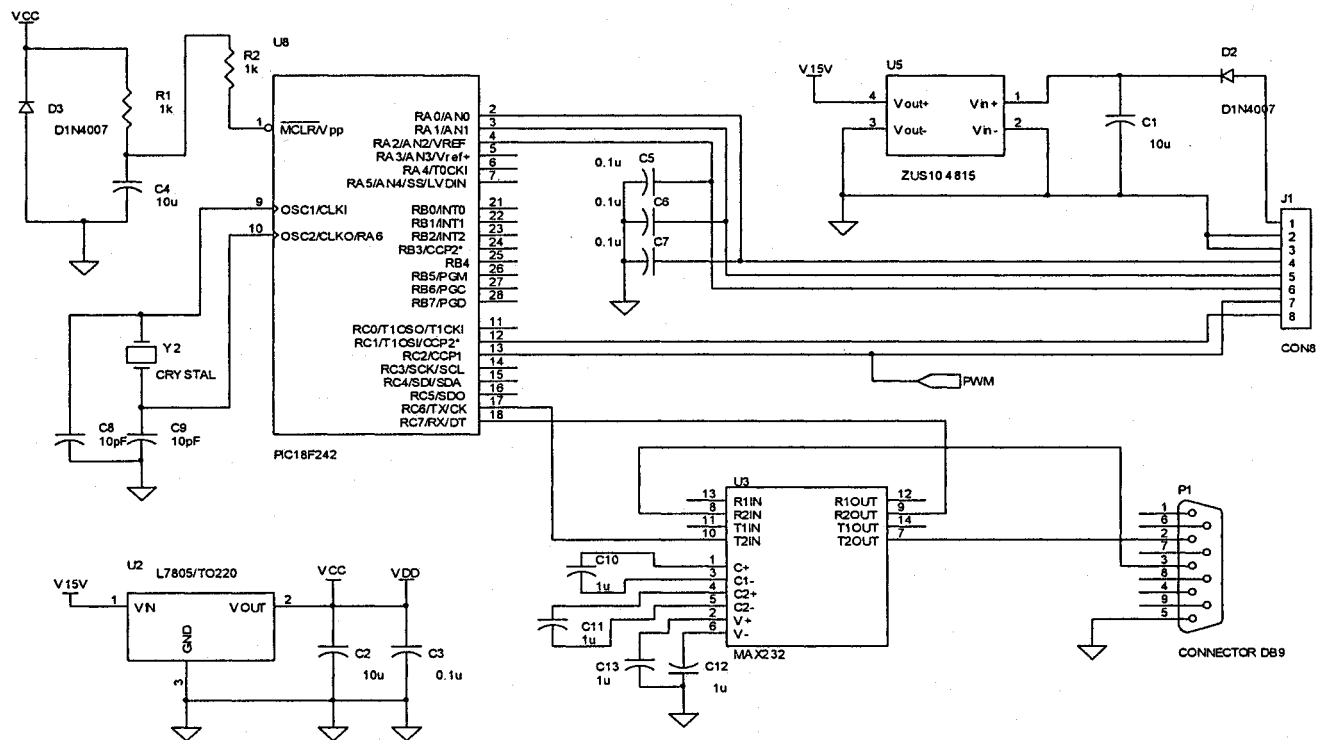 VCC
D3
D1N4007
R1
1k
C4
10u
R2
1k
U8
1
MCLR/Vpp
9
OSC1/CLKI
10
OSC2/CLKO/RA6
RA0/AN0
2
RA1/AN1
3
RA2/AN2/VREF
4
RA3/AN3/Vref+
5
RA4/T0CKI
6
RA5/AN4/SS/LVDIN
7
RB0/INT0
21
RB1/INT1
22
RB2/INT2
23
RB3/CCP2*
24
RB4
25
RB5/PGM
26
RB6/PGC
27
RB7/PGD
28
RC0/T1OSO/T1CKI
11
RC1/T1OSI/CCP2*
12
RC2/CCP1
13
RC3/SCK/SCL
14
RC4/SDI/SDA
15
RC5/SDO
16
RC6/TX/CK
17
RC7/RX/DT
18
PIC18F242
Y2
CRYSTAL
C8
10pF
C9
10pF
0.1u
C5
0.1u
C6
0.1u
C7
V15V
U5
4
Vout+
Vin+
1
3
Vout-
Vin-
2
ZUS10 4815
C1
10u
D2
D1N4007
J1
1
2
3
4
5
6
7
8
CON8
PWM
U3
13
R1IN
R1OUT
12
8
R2IN
R2OUT
9
11
T1IN
T1OUT
14
10
T2IN
T2OUT
7
1
C+
3
C1-
4
C2+
5
C2-
2
V+
6
V-
MAX232
C10
1u
C11
1u
C13
1u
C12
1u
P1
1
6
2
7
3
8
4
9
5
CONNECTOR DB9
U2
L7805/TO220
V15V
1
VIN
VOUT
2
GND
3
VCC
VDD
C2
10u
C3
0.1u